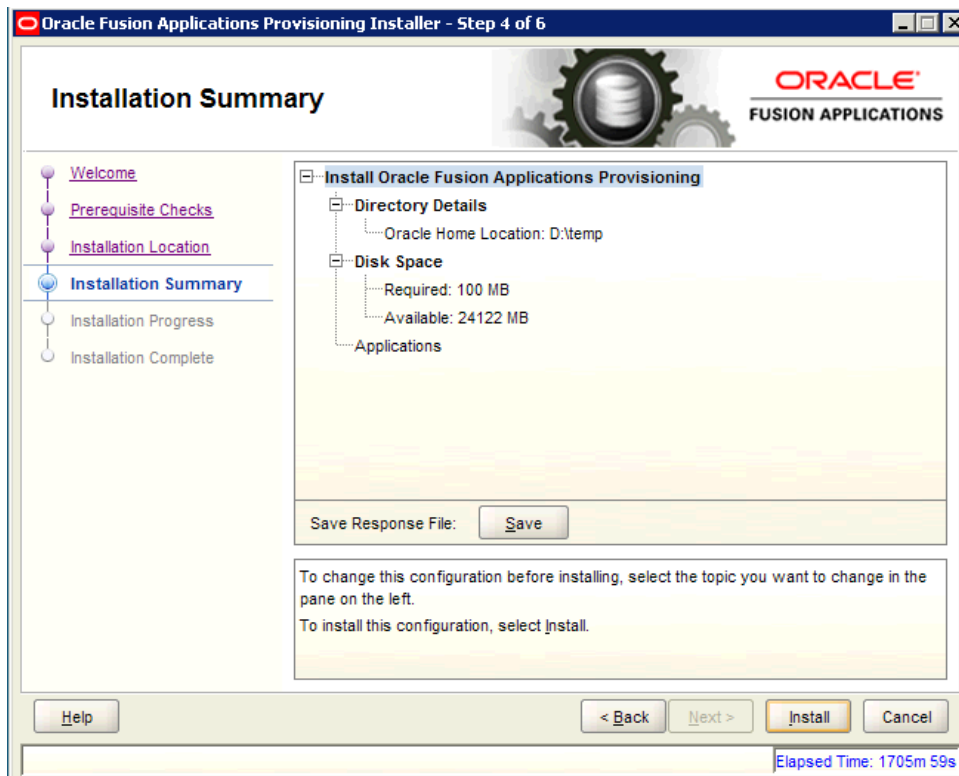 Oracle Fusion Applications Provisioning Installer - Step 4 of 6
Installation Summary
ORACLE
FUSION APPLICATIONS
Welcome
Prerequisite Checks
Installation Location
Installation Summary
Installation Progress
Installation Complete
Install Oracle Fusion Applications Provisioning
Directory Details
Oracle Home Location: D:\temp
Disk Space
Required: 100 MB
Available: 24122 MB
Applications
Save Response File:
Save
To change this configuration before installing, select the topic you want to change in the
pane on the left.
To install this configuration, select Install.
Help
< Back
Next >
Install
Cancel
Elapsed Time: 1705m 59s